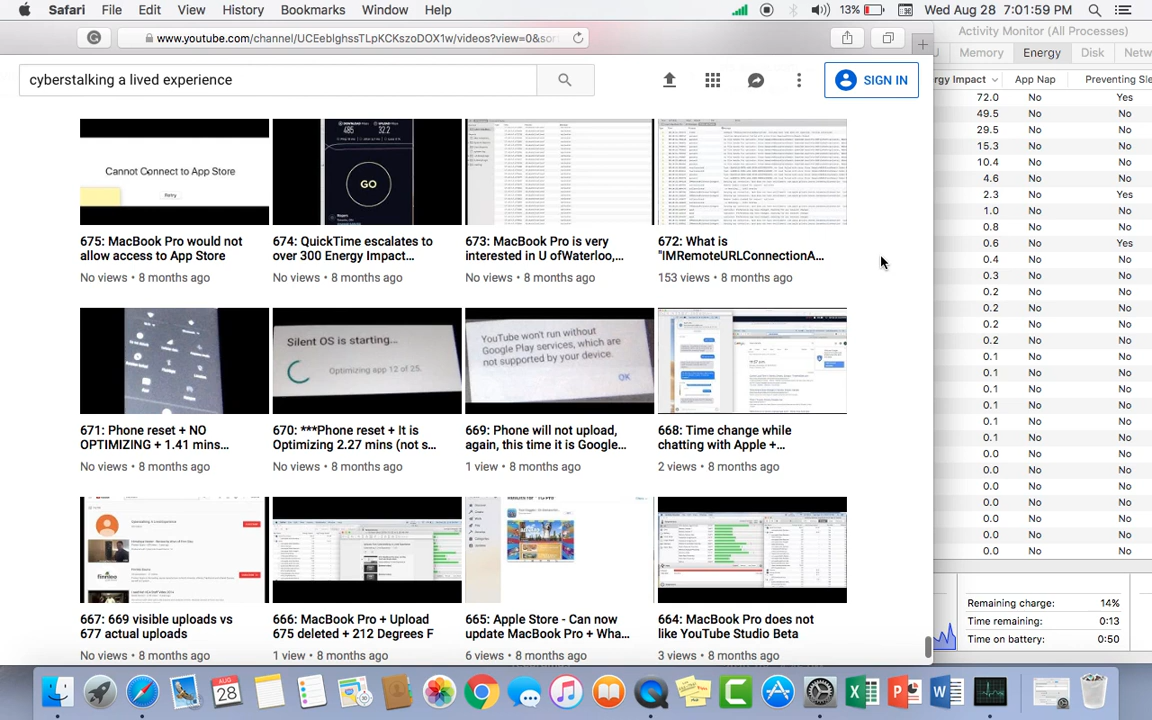 Safari File Edit View History Bookmarks Window Help 13% Wed Aug 28 7:01:59 PM
www.youtube.com/channel/UCEeblghssTLpKCKszoDOX1w/videos?view=0&so
Activity Monitor (All Processes)
Memory Energy Disk Netw
cyberstalking a lived experience
SIGN IN
rgy Impact App Nap Preventing Sle
72.0 No Yes
49.5 No No
29.5 No No
15.3 No No
10.4 No No
4.6 No No
2.3 No Yes
1.0 No No
0.8 No No
0.6 No Yes
0.4 No No
0.3 No No
0.2 No No
0.2 No No
0.2 No No
0.2 No No
0.1 No No
0.1 No No
0.1 No No
0.1 No No
0.1 No No
0.1 No No
0.0 No No
0.0 No No
0.0 No No
0.0 No No
0.0 No No
0.0 No No
0.0 No No
Cannot Connect to App Store
Retry
485 32.2
GO
675: MacBook Pro would not
allow access to App Store
No views • 8 months ago
674: QuickTime escalates to
over 300 Energy Impact...
No views • 8 months ago
673: MacBook Pro is very
interested in U ofWaterloo,...
No views • 8 months ago
672: What is
"IMRemoteURLConnectionA...
153 views • 8 months ago
Silent OS is starting...
Optimizing app 12 of 25.
YouTube won't run without
Google Play services, which are
not supported by your device.
OK
671: Phone reset + NO
OPTIMIZING + 1.41 mins...
No views • 8 months ago
670: ***Phone reset + It is
Optimizing 2.27 mins (not s...
No views • 8 months ago
669: Phone will not upload,
again, this time it is Google...
1 view • 8 months ago
668: Time change while
chatting with Apple +...
2 views • 8 months ago
667: 669 visible uploads vs
677 actual uploads
No views • 8 months ago
666: MacBook Pro + Upload
675 deleted + 212 Degrees F
1 view • 8 months ago
665: Apple Store - Can now
update MacBook Pro + Wha...
6 views • 8 months ago
664: MacBook Pro does not
like YouTube Studio Beta
3 views • 8 months ago
Remaining charge: 14%
Time remaining: 0:13
Time on battery: 0:50
AUG
28